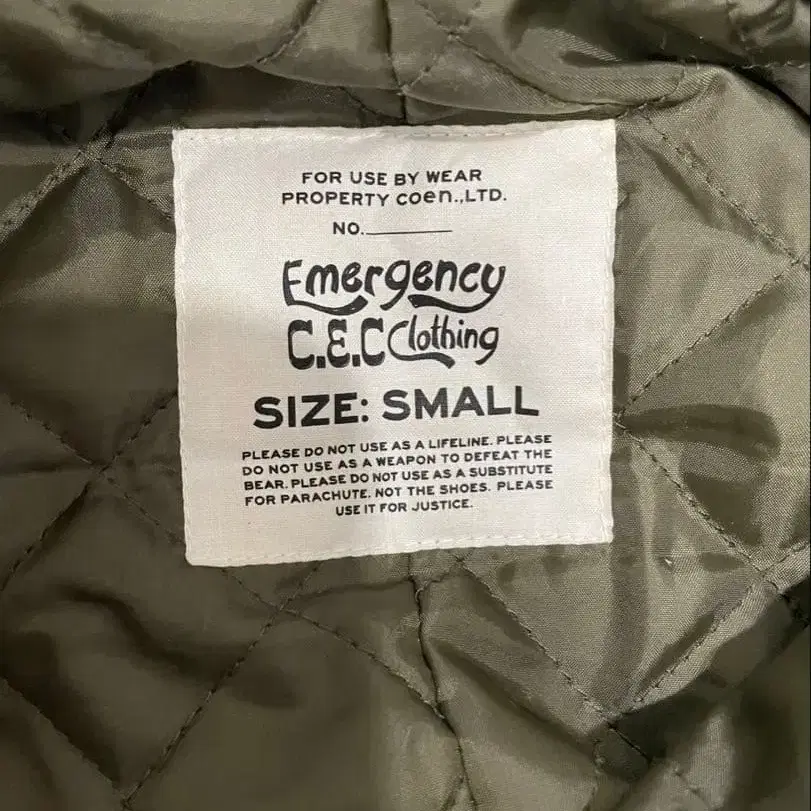 FOR USE BY WEAR
PROPERTY coen.,LTD.
NO.________
Emergency
C.E.C Clothing
SIZE: SMALL
PLEASE DO NOT USE AS A LIFELINE. PLEASE
DO NOT USE AS A WEAPON TO DEFEAT THE
BEAR. PLEASE DO NOT USE AS A SUBSTITUTE
FOR PARACHUTE. NOT THE SHOES. PLEASE
USE IT FOR JUSTICE.